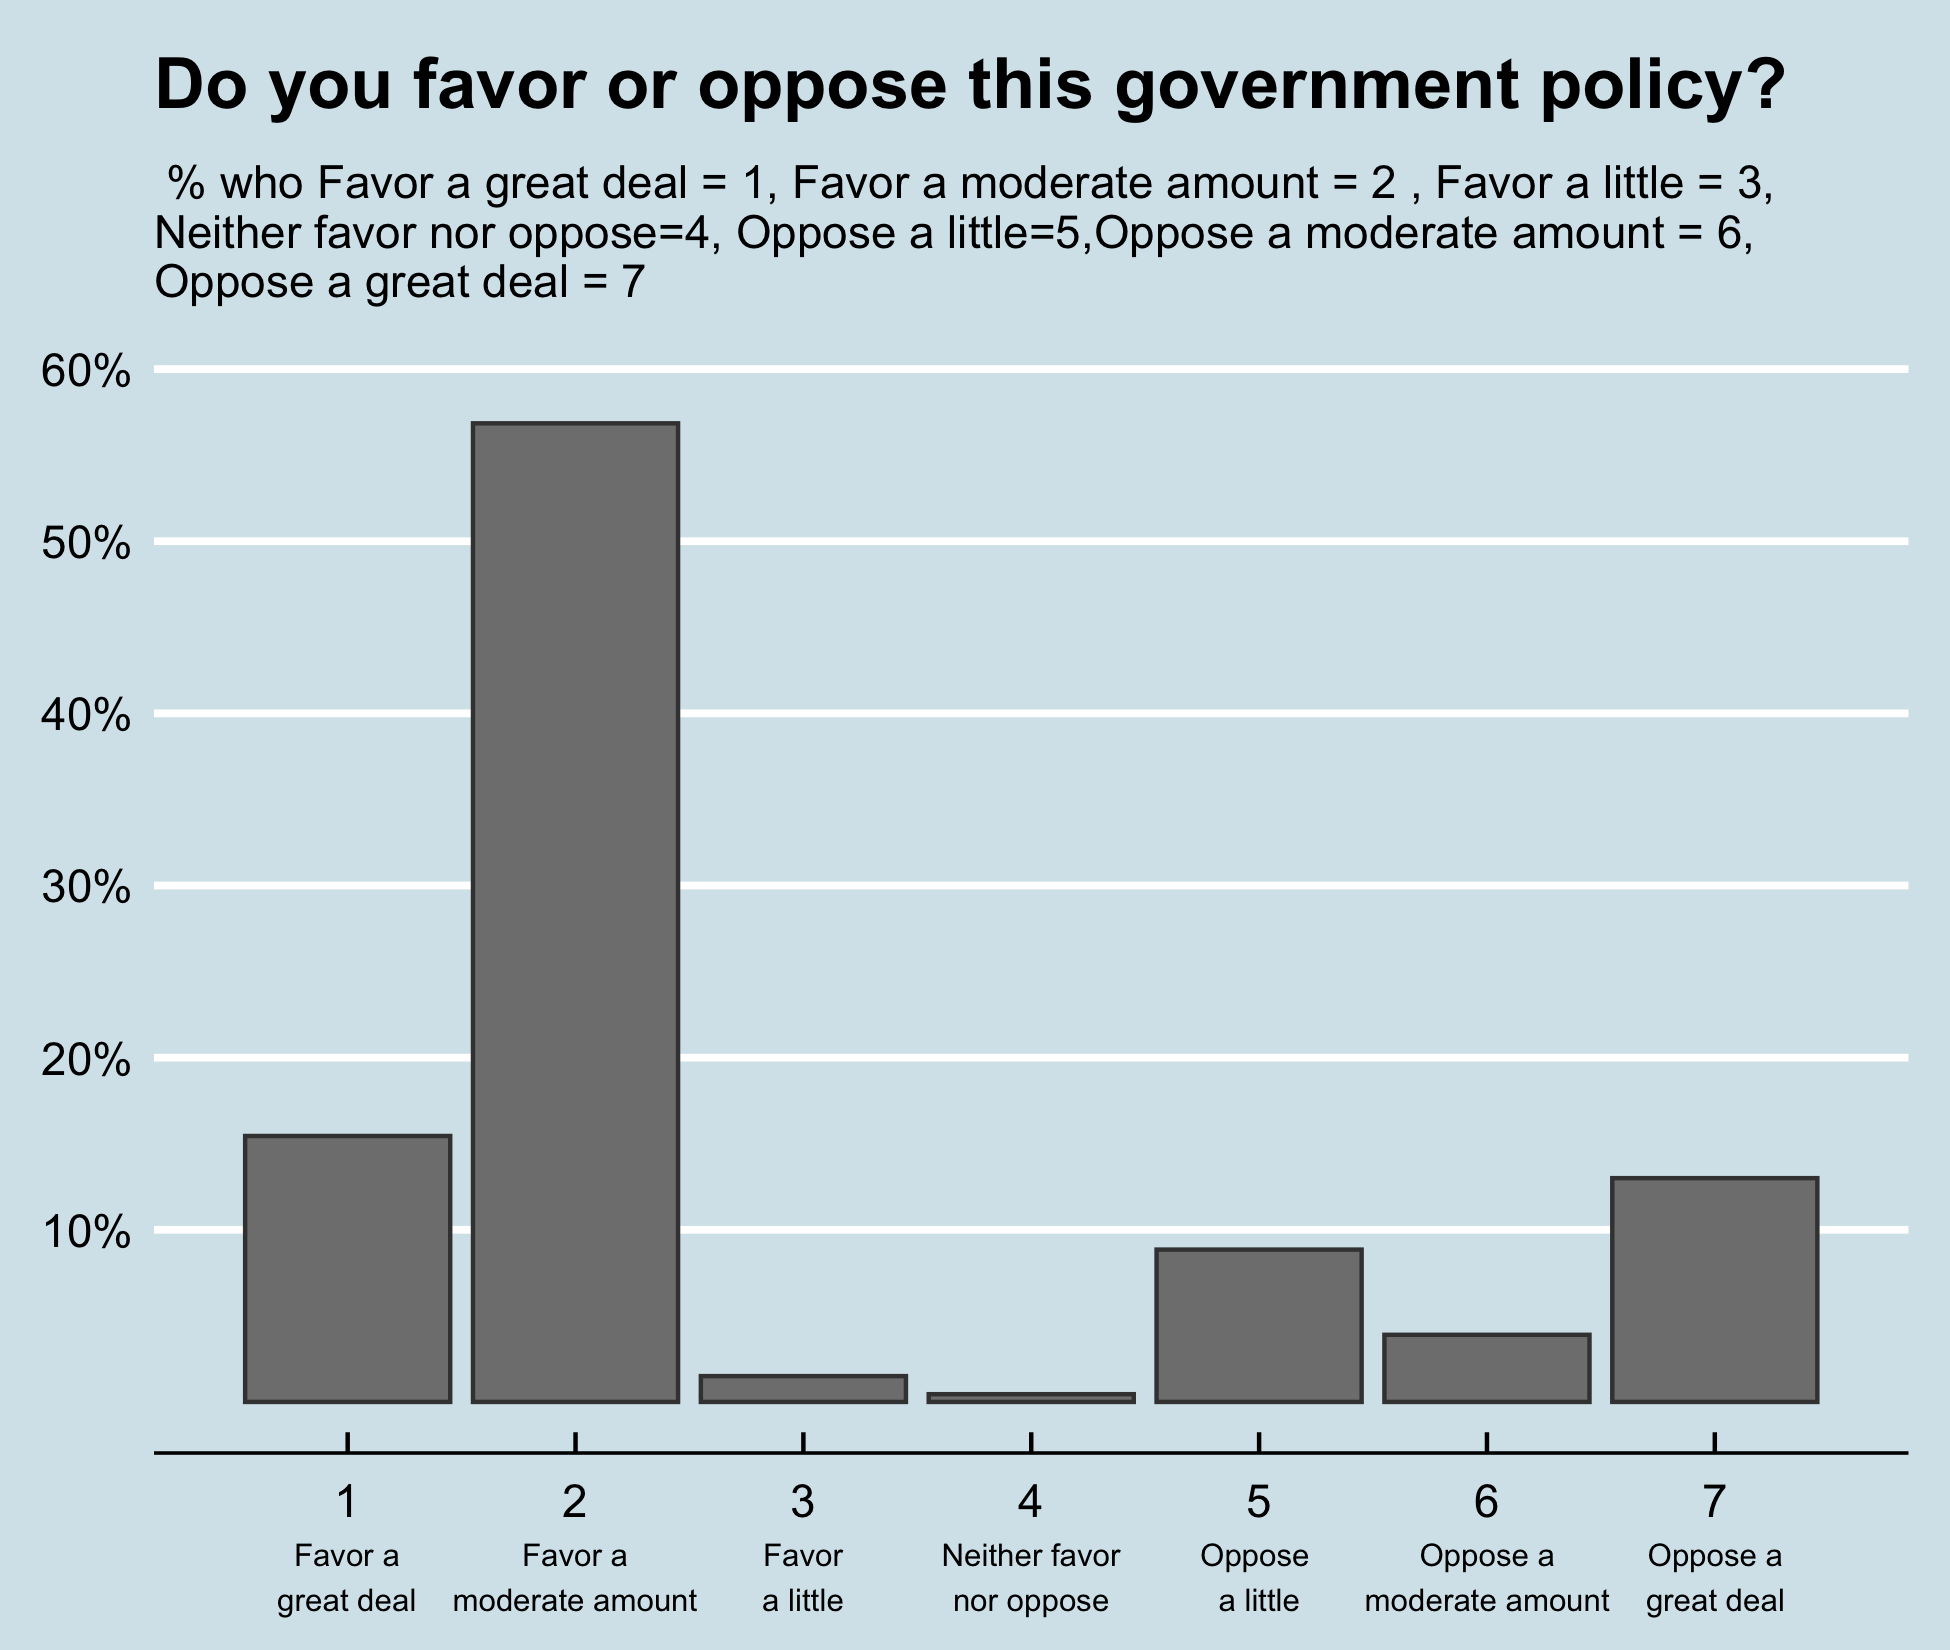 Do you favor or oppose this government policy?
% who Favor a great deal = 1, Favor a moderate amount = 2 , Favor a little = 3,
Neither favor nor oppose=4, Oppose a little=5,Oppose a moderate amount = 6,
Oppose a great deal = 7
60%
50%
40%
30%
20%
10%
1 2 3 4 5 6 7
Favor a Favor a Favor Neither favor Oppose Oppose a Oppose a
great deal moderate amount a little nor oppose a little moderate amount great deal